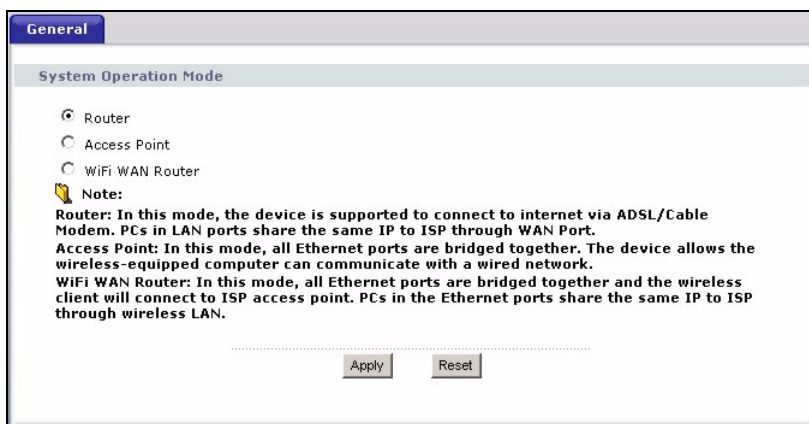 General
System Operation Mode
Router
Access Point
WiFi WAN Router
Note:
Router: In this mode, the device is supported to connect to internet via ADSL/Cable
Modem. PCs in LAN ports share the same IP to ISP through WAN Port.
Access Point: In this mode, all Ethernet ports are bridged together. The device allows the
wireless-equipped computer can communicate with a wired network.
WiFi WAN Router: In this mode, all Ethernet ports are bridged together and the wireless
client will connect to ISP access point. PCs in the Ethernet ports share the same IP to ISP
through wireless LAN.
Apply Reset